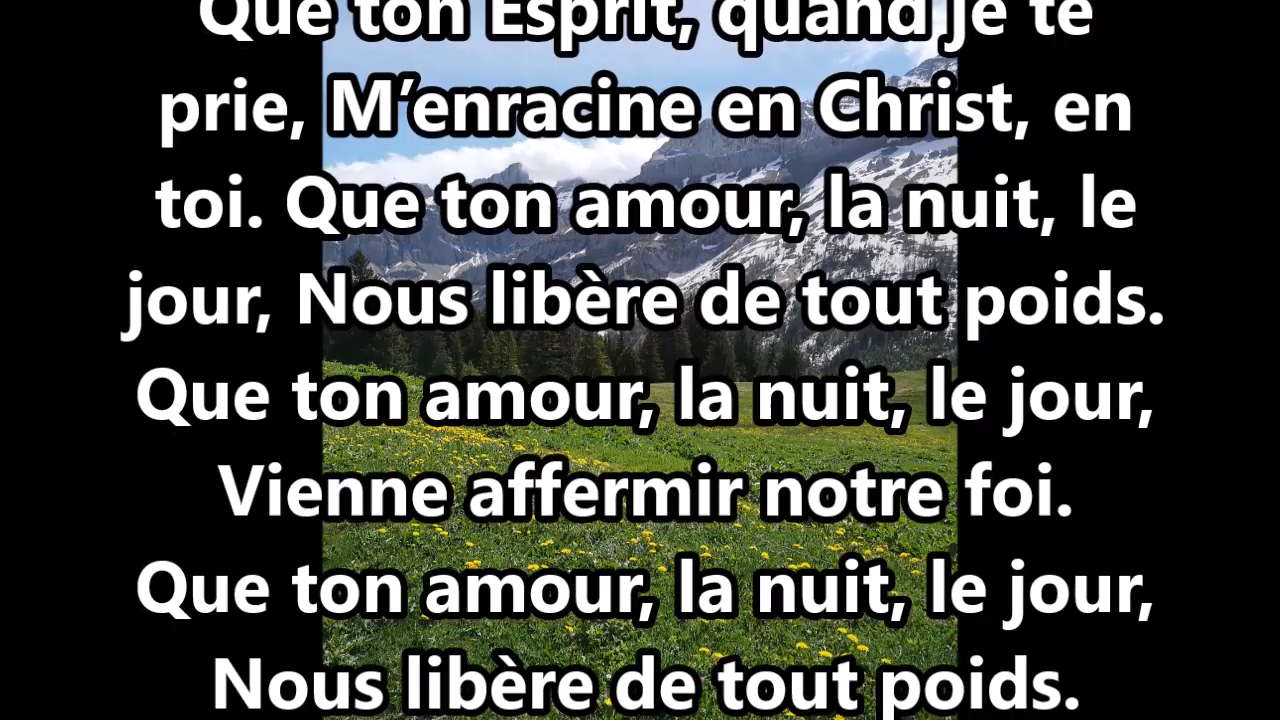 Que ton Esprit, quand je te
prie, M’enracine en Christ, en
toi. Que ton amour, la nuit, le
jour, Nous libère de tout poids.
Que ton amour, la nuit, le jour,
Vienne affermir notre foi.
Que ton amour, la nuit, le jour,
Nous libère de tout poids.